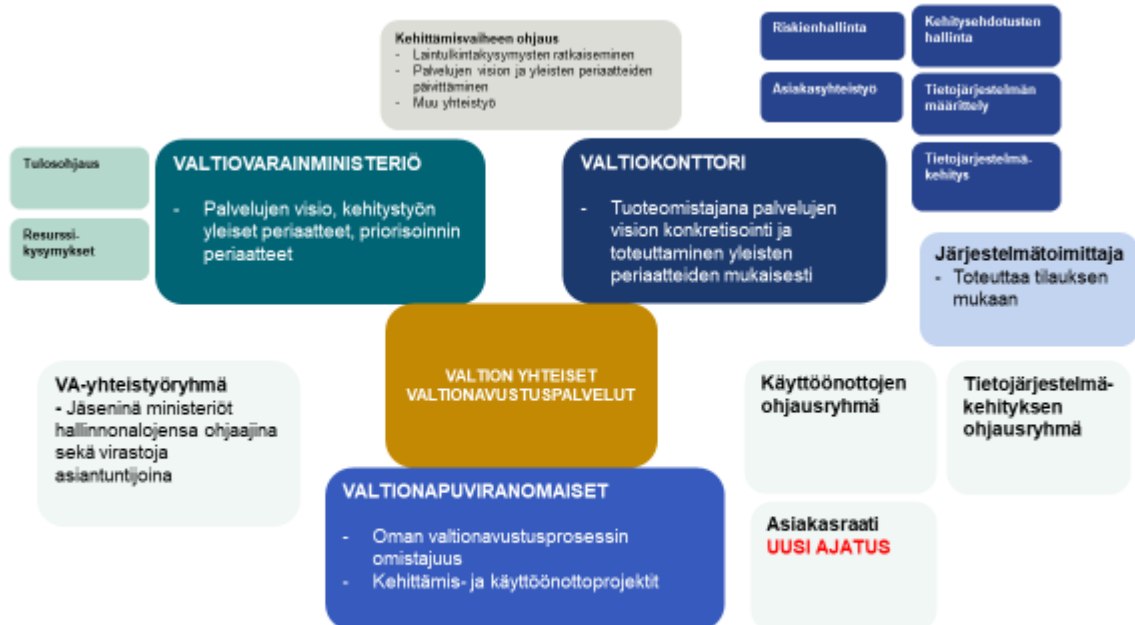 Kehittämisvaiheen ohjaus
- Laintulkintakysymysten ratkaiseminen
- Palvelujen vision ja yleisten periaatteiden
päivittäminen
- Muu yhteistyö
Riskienhallinta
Kehitysehdotusten
hallinta
Asiakasyhteistyö
Tietojärjestelmän
määrittely
Tietojärjestelmä-
kehitys
Tulosohjaus
Resurssi-
kysymykset
VALTIOVARAINMINISTERIÖ
- Palvelujen visio, kehitystyön
yleiset periaatteet, priorisoinnin
periaatteet
VALTIOKONTTORI
- Tuoteomistajana palvelujen
vision konkretisointi ja
toteuttaminen yleisten
periaatteiden mukaisesti
Järjestelmätoimittaja
- Toteuttaa tilauksen
mukaan
VALTION YHTEISET
VALTIONAVUSTUSPALVELUT
VA-yhteistyöryhmä
- Jäseninä ministeriöt
hallinnonalojensa ohjaajina
sekä virastoja
asiantuntijoina
Käyttöönottojen
ohjausryhmä
Tietojärjestelmä-
kehityksen
ohjausryhmä
VALTIONAPUVIRANOMAISET
- Oman valtionavustusprosessin
omistajuus
- Kehittämis- ja käyttöönottoprojektit
Asiakasraati
UUSI AJATUS